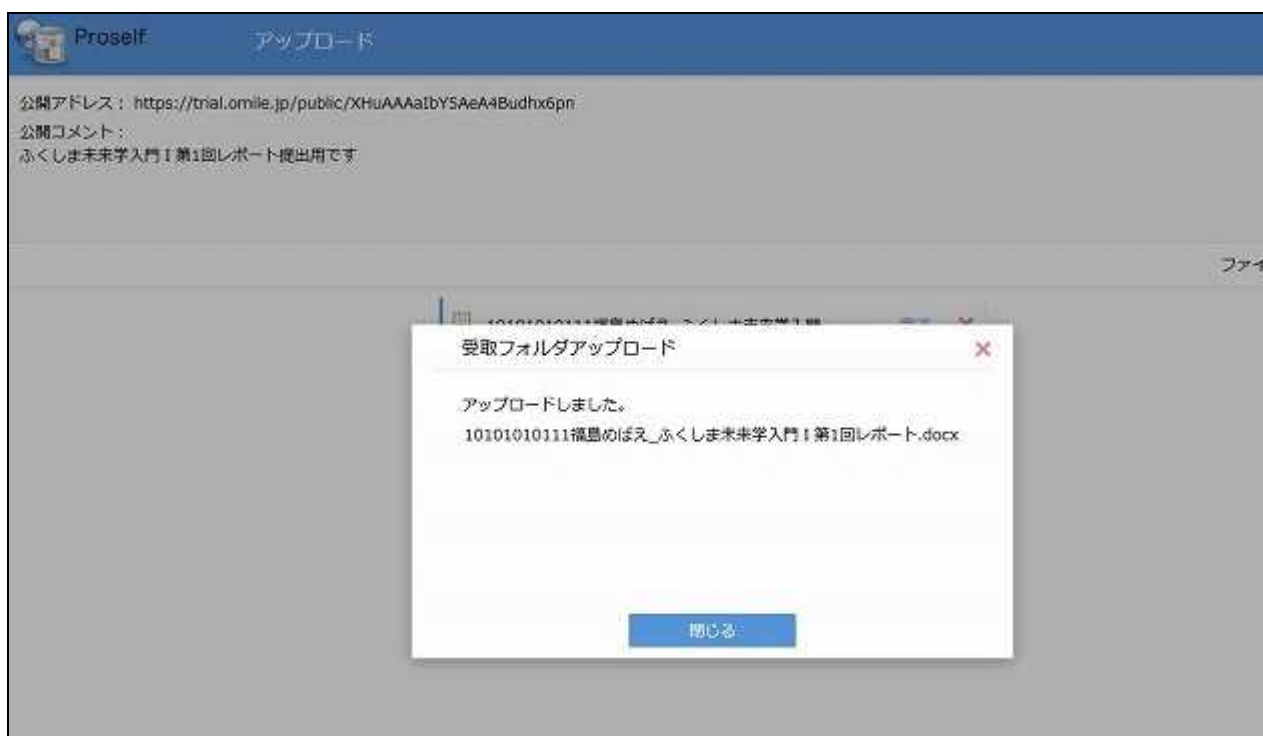 Proself
アップロード
公開アドレス： https://trial.omile.jp/public/XHuAAAaIbYSAeA4Budhx6pn
公開コメント：
ふくしま未来学入門Ⅰ第1回レポート提出用です
ファイ
受取フォルダアップロード
アップロードしました。
10101010111福島めばえ_ふくしま未来学入門Ⅰ第1回レポート.docx
閉じる